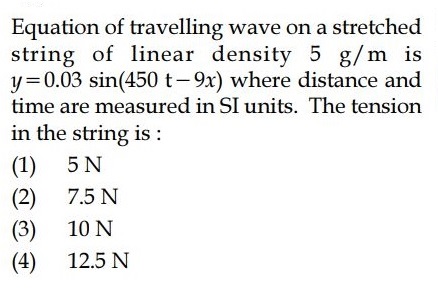 Equation of travelling wave on a stretched
string of linear density 5 g/m is
y=0.03 sin(450 t−9x) where distance and
time are measured in SI units. The tension
in the string is :
(1) 5 N
(2) 7.5 N
(3) 10 N
(4) 12.5 N